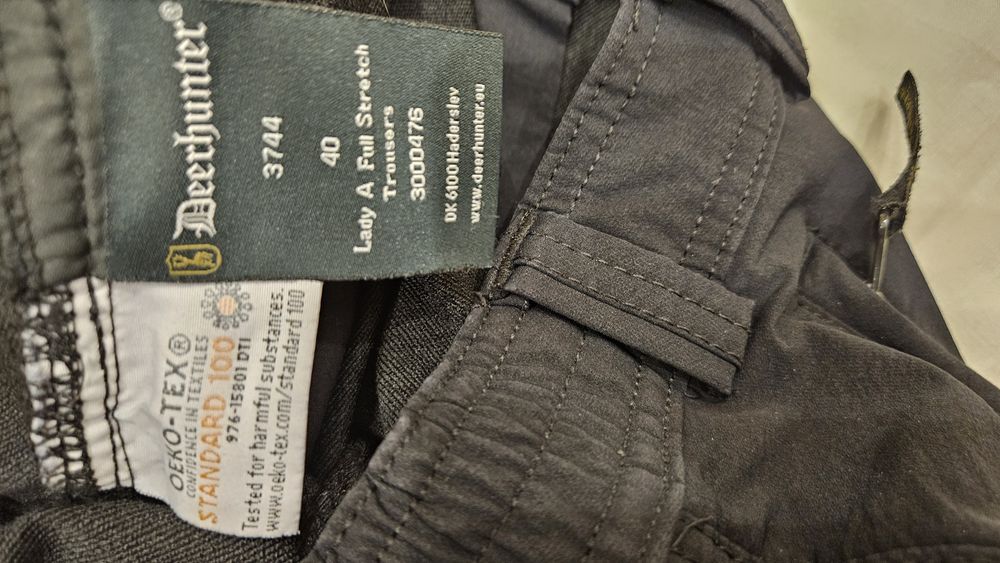 Deerhunter®
3744
40
Lady A Full Stretch
Trousers
3000476
DK 6100 Haderslev
www.deerhunter.eu
OEKO-TEX®
CONFIDENCE IN TEXTILES
STANDARD 100
976-15801 DTI
Tested for harmful substances.
www.oeko-tex.com/standard100